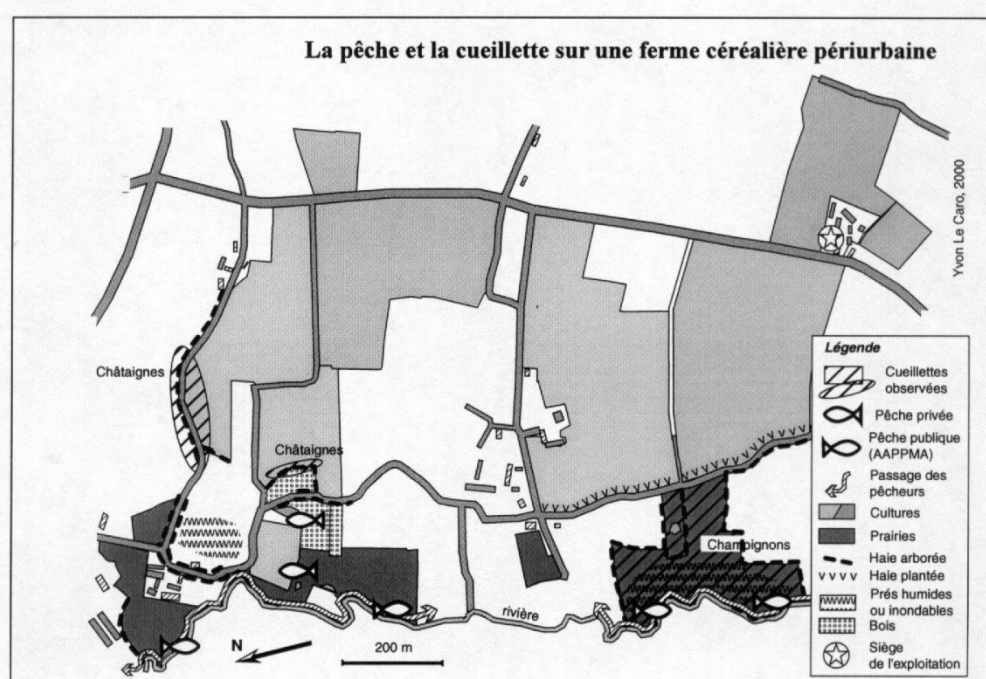 La pêche et la cueillette sur une ferme céréalière périurbaine
Yvon Le Caro, 2000
Châtaignes
Châtaignes
Champignons
rivière
N
200 m
Légende
Cueillettes
observées
Pêche privée
Pêche publique
(AAPPMA)
Passage des
pêcheurs
Cultures
Prairies
Haie arborée
Haie plantée
Prés humides
ou inondables
Bois
Siège
de l'exploitation